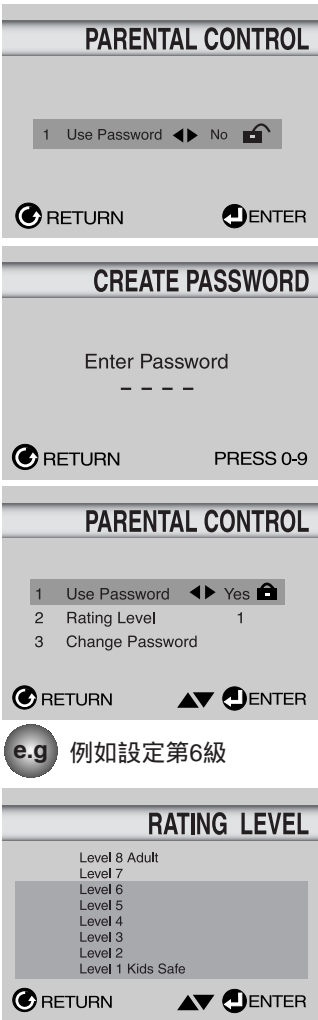 PARENTAL CONTROL
1 Use Password ◀▶ No
RETURN ENTER
CREATE PASSWORD
Enter Password
– – – –
RETURN PRESS 0-9
PARENTAL CONTROL
1 Use Password ◀▶ Yes
2 Rating Level 1
3 Change Password
RETURN ▲▼ ENTER
e.g 例如設定第6級
RATING LEVEL
Level 8 Adult
Level 7
Level 6
Level 5
Level 4
Level 3
Level 2
Level 1 Kids Safe
RETURN ▲▼ ENTER